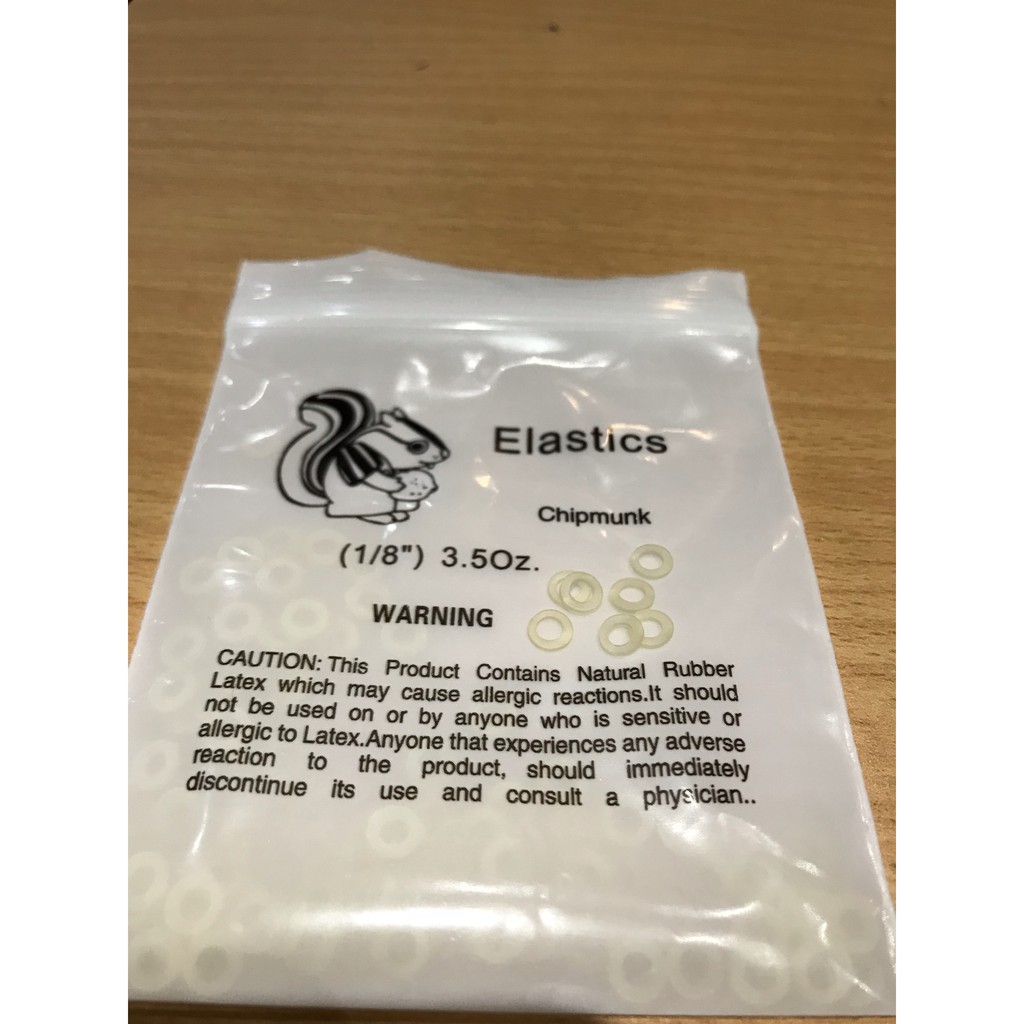 Elastics
Chipmunk
(1/8") 3.5Oz.
WARNING
CAUTION: This Product Contains Natural Rubber
Latex which may cause allergic reactions.It should
not be used on or by anyone who is sensitive or
allergic to Latex.Anyone that experiences any adverse
reaction to the product, should immediately
discontinue its use and consult a physician..